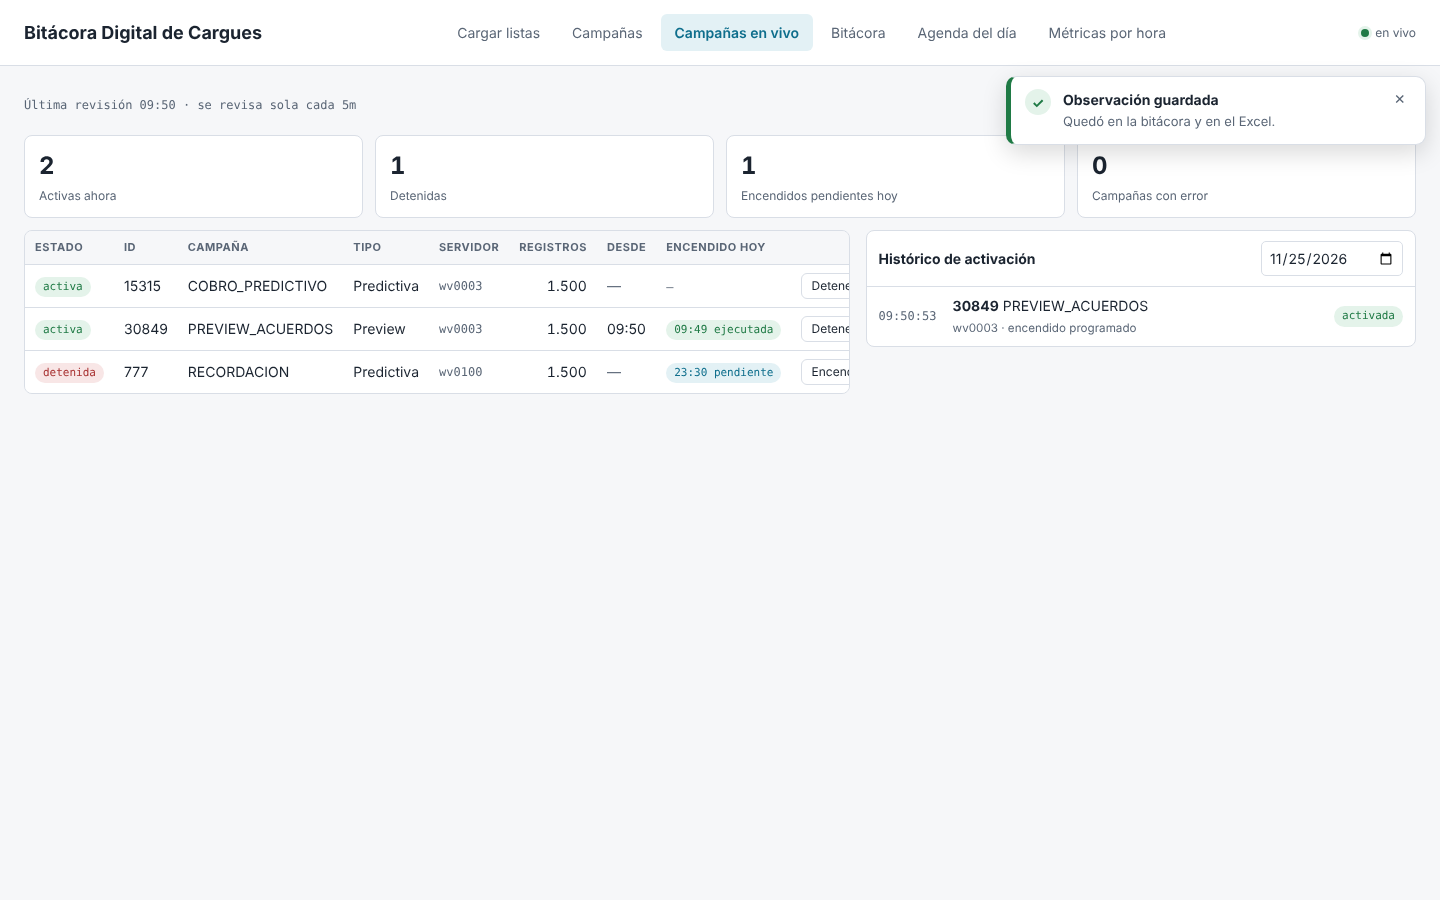 Bitácora Digital de Cargues
Cargar listas Campañas Campañas en vivo Bitácora Agenda del día Métricas por hora
en vivo
Última revisión 09:50 · se revisa sola cada 5m
Observación guardada
Quedó en la bitácora y en el Excel.
2
Activas ahora
1
Detenidas
1
Encendidos pendientes hoy
0
Campañas con error
ESTADO ID CAMPAÑA TIPO SERVIDOR REGISTROS DESDE ENCENDIDO HOY
activa 15315 COBRO_PREDICTIVO Predictiva wv0003 1.500 — – Detene
activa 30849 PREVIEW_ACUERDOS Preview wv0003 1.500 09:50 09:49 ejecutada Detene
detenida 777 RECORDACION Predictiva wv0100 1.500 — 23:30 pendiente Encend
Histórico de activación 11/25/2026
09:50:53 30849 PREVIEW_ACUERDOS activada
wv0003 · encendido programado